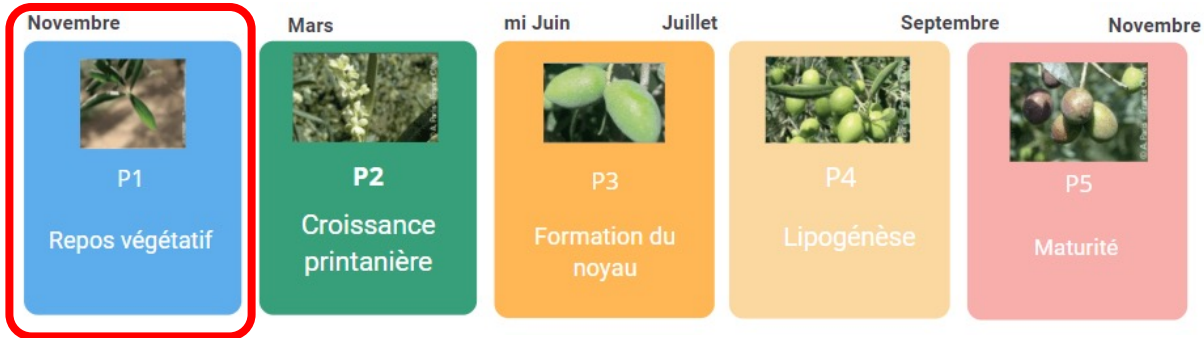 Novembre
Mars
mi Juin
Juillet
Septembre
Novembre
P1
Repos végétatif
P2
Croissance
printanière
P3
Formation du
noyau
P4
Lipogénèse
P5
Maturité